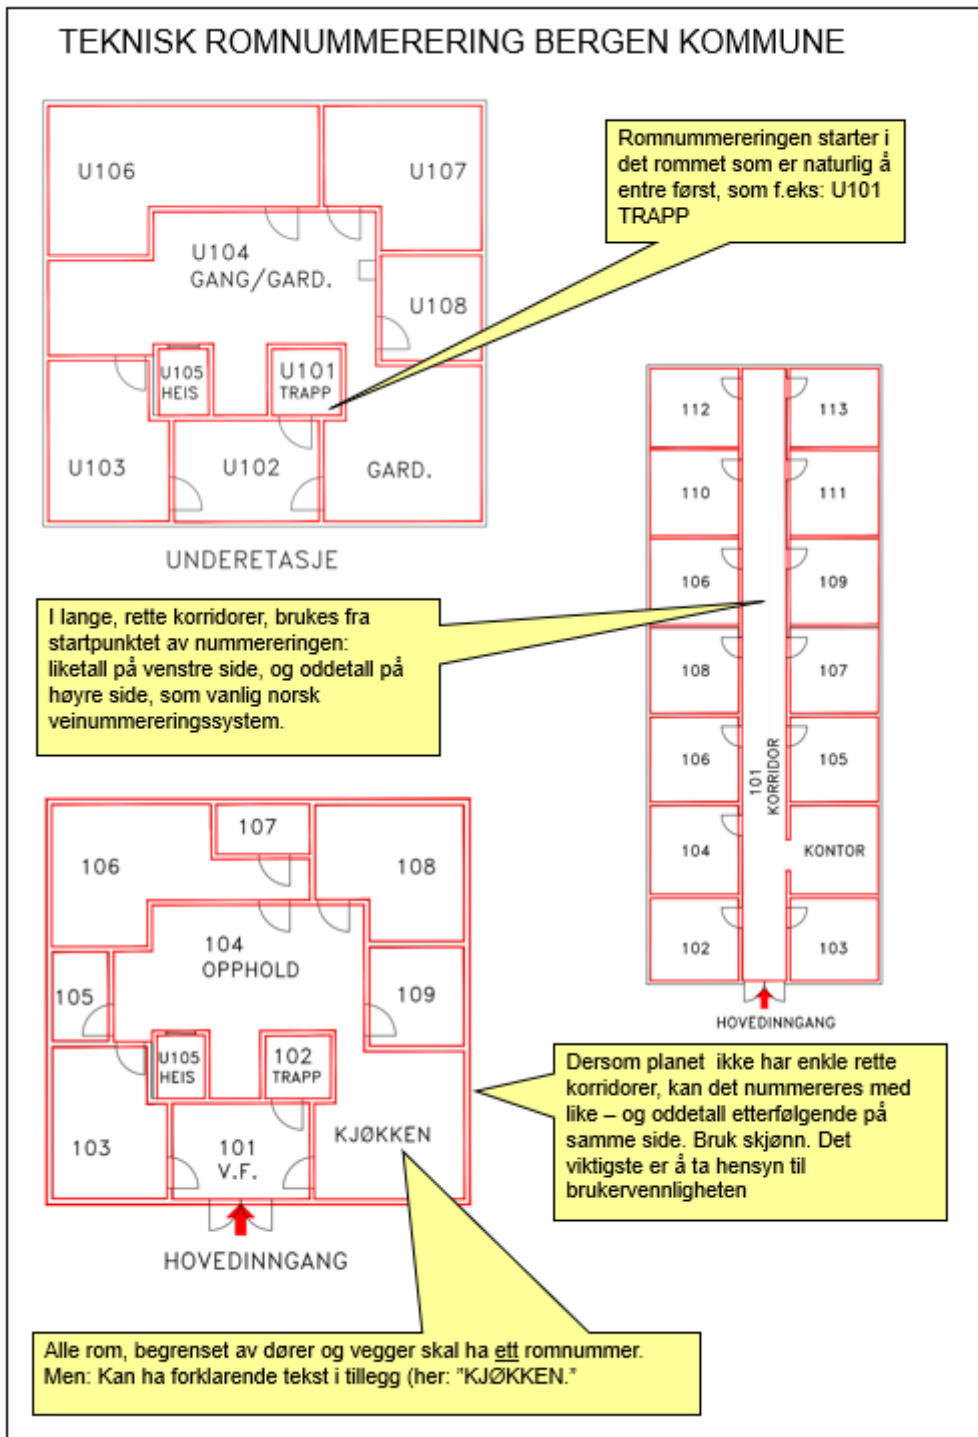 TEKNISK ROMNUMMERERING BERGEN KOMMUNE
U106
U107
U104
GANG/GARD.
U108
U105
HEIS
U101
TRAPP
U103
U102
GARD.
UNDERETASJE
Romnummereringen starter i
det rommet som er naturlig å
entre først, som f.eks: U101
TRAPP
I lange, rette korridorer, brukes fra
startpunktet av nummereringen:
liketall på venstre side, og oddetall på
høyre side, som vanlig norsk
veinummereringssystem.
112
113
110
111
106
109
108
107
106
105
101
KORRIDOR
104
KONTOR
102
103
HOVEDINNGANG
107
106
108
104
OPPHOLD
105
109
U105
HEIS
102
TRAPP
103
101
V.F.
KJØKKEN
HOVEDINNGANG
Dersom planet ikke har enkle rette
korridorer, kan det nummereres med
like – og oddetall etterfølgende på
samme side. Bruk skjønn. Det
viktigste er å ta hensyn til
brukervennligheten
Alle rom, begrenset av dører og vegger skal ha ett romnummer.
Men: Kan ha forklarende tekst i tillegg (her: "KJØKKEN."